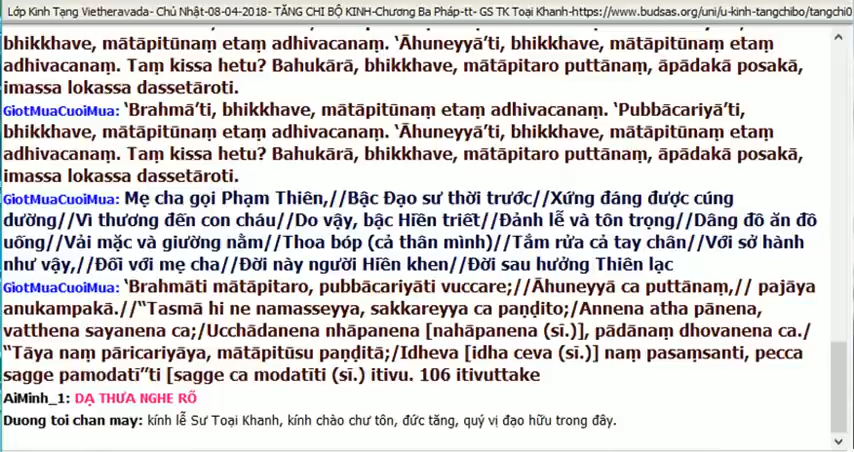 Lớp Kinh Tạng Vietheravada- Chủ Nhật-08-04-2018- TĂNG CHI BỘ KINH-Chương Ba Pháp-tt- GS TK Toại Khanh-https://www.budsas.org/uni/u-kinh-tangchibo/tangchi0
bhikkhave, mātāpitūnaṃ etaṃ adhivacanaṃ. ‘Āhuneyyā’ti, bhikkhave, mātāpitūnaṃ etaṃ
adhivacanaṃ. Taṃ kissa hetu? Bahukārā, bhikkhave, mātāpitaro puttānaṃ, āpādakā posakā,
imassa lokassa dassetāroti.
GiotMuaCuoiMua: ‘Brahmā’ti, bhikkhave, mātāpitūnaṃ etaṃ adhivacanaṃ. ‘Pubbācariyā’ti,
bhikkhave, mātāpitūnaṃ etaṃ adhivacanaṃ. ‘Āhuneyyā’ti, bhikkhave, mātāpitūnaṃ etaṃ
adhivacanaṃ. Taṃ kissa hetu? Bahukārā, bhikkhave, mātāpitaro puttānaṃ, āpādakā posakā,
imassa lokassa dassetāroti.
GiotMuaCuoiMua: Mẹ cha gọi Phạm Thiên,//Bậc Đạo sư thời trước//Xứng đáng được cúng
dường//Vì thương đến con cháu//Do vậy, bậc Hiền triết//Đảnh lễ và tôn trọng//Dâng đồ ăn đồ
uống//Vải mặc và giường nằm//Thoa bóp (cả thân mình)//Tắm rửa cả tay chân//Với sở hành
như vậy,//Đối với mẹ cha//Đời này người Hiền khen//Đời sau hưởng Thiên lạc
GiotMuaCuoiMua: ‘Brahmāti mātāpitaro, pubbācariyāti vuccare;//Āhuneyyā ca puttānaṃ,// pajāya
anukampakā.//“Tasmā hi ne namasseyya, sakkareyya ca paṇḍito;/Annena atha pānena,
vatthena sayanena ca;/Ucchādanena nhāpanena [nahāpanena (sī.)], pādānaṃ dhovanena ca./
“Tāya naṃ pāricariyāya, mātāpitūsu paṇḍitā;/Idheva [idha ceva (sī.)] naṃ pasaṃsanti, pecca
sagge pamodatī”ti [sagge ca modatīti (sī.) itivu. 106 itivuttake
AiMinh_1: DẠ THƯA NGHE RÕ
Duong toi chan may: kính lễ Sư Toại Khanh, kính chào chư tôn, đức tăng, quý vị đạo hữu trong đây.